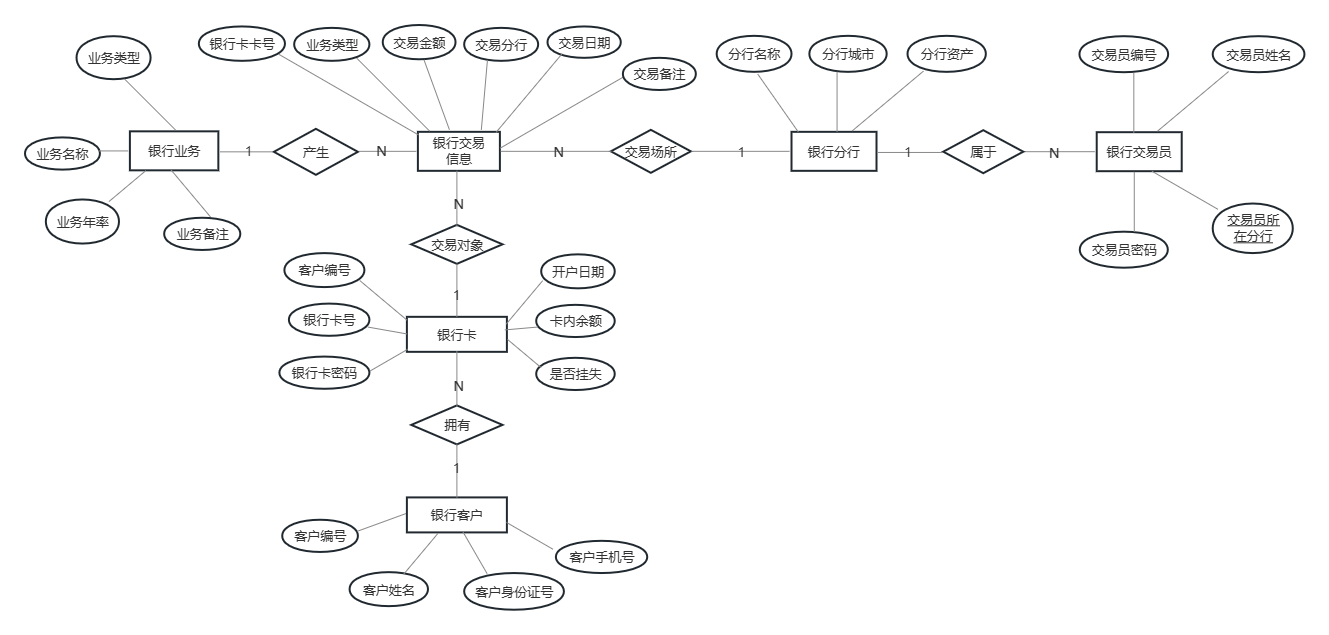 业务类型
银行卡卡号
业务类型
交易金额
交易分行
交易日期
交易备注
分行名称
分行城市
分行资产
交易员编号
交易员姓名
业务名称
银行业务
1
产生
N
银行交易
信息
N
交易场所
1
银行分行
1
属于
N
银行交易员
业务年率
业务备注
N
交易员所
在分行
交易员密码
交易对象
客户编号
开户日期
1
银行卡号
银行卡
卡内余额
银行卡密码
是否挂失
N
拥有
1
银行客户
客户编号
客户手机号
客户姓名
客户身份证号